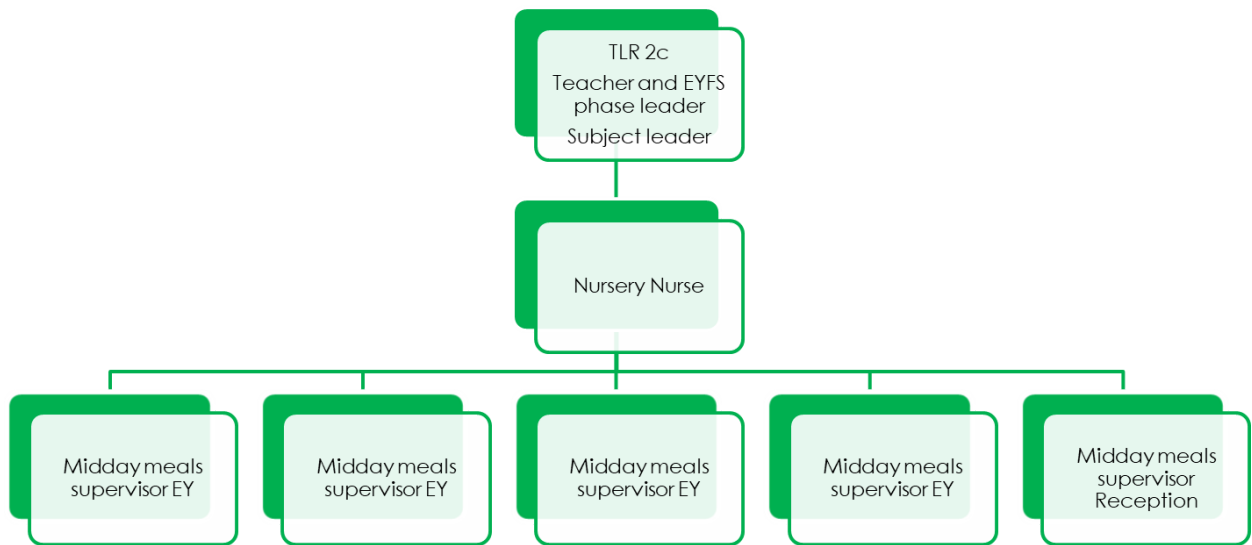 TLR 2c
Teacher and EYFS
phase leader
Subject leader
Nursery Nurse
Midday meals
supervisor EY
Midday meals
supervisor EY
Midday meals
supervisor EY
Midday meals
supervisor EY
Midday meals
supervisor
Reception